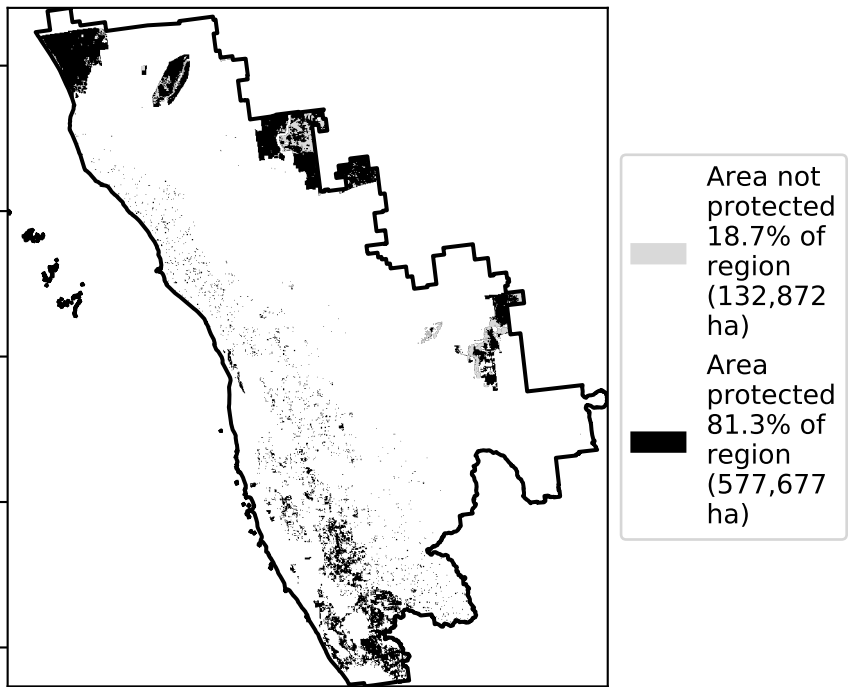 Area not
protected
18.7% of
region
(132,872
ha)
Area
protected
81.3% of
region
(577,677
ha)